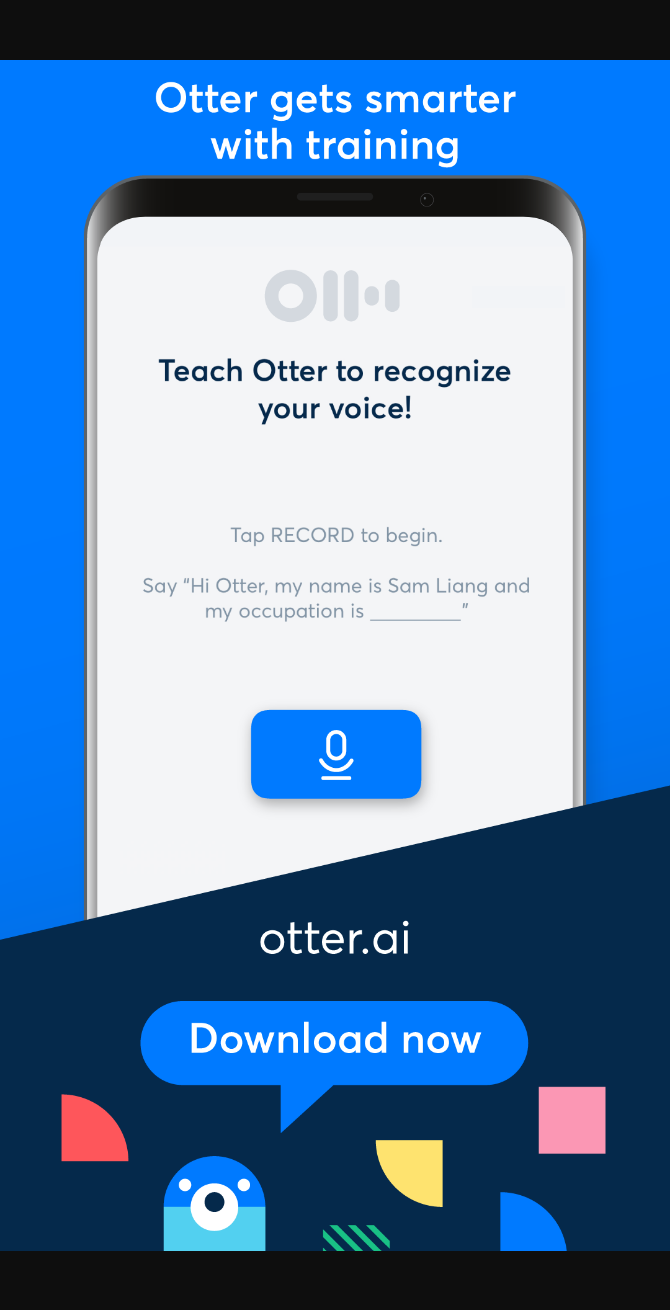 Otter gets smarter
with training
Teach Otter to recognize
your voice!
Tap RECORD to begin.
Say “Hi Otter, my name is Sam Liang and
my occupation is _________”
otter.ai
Download now